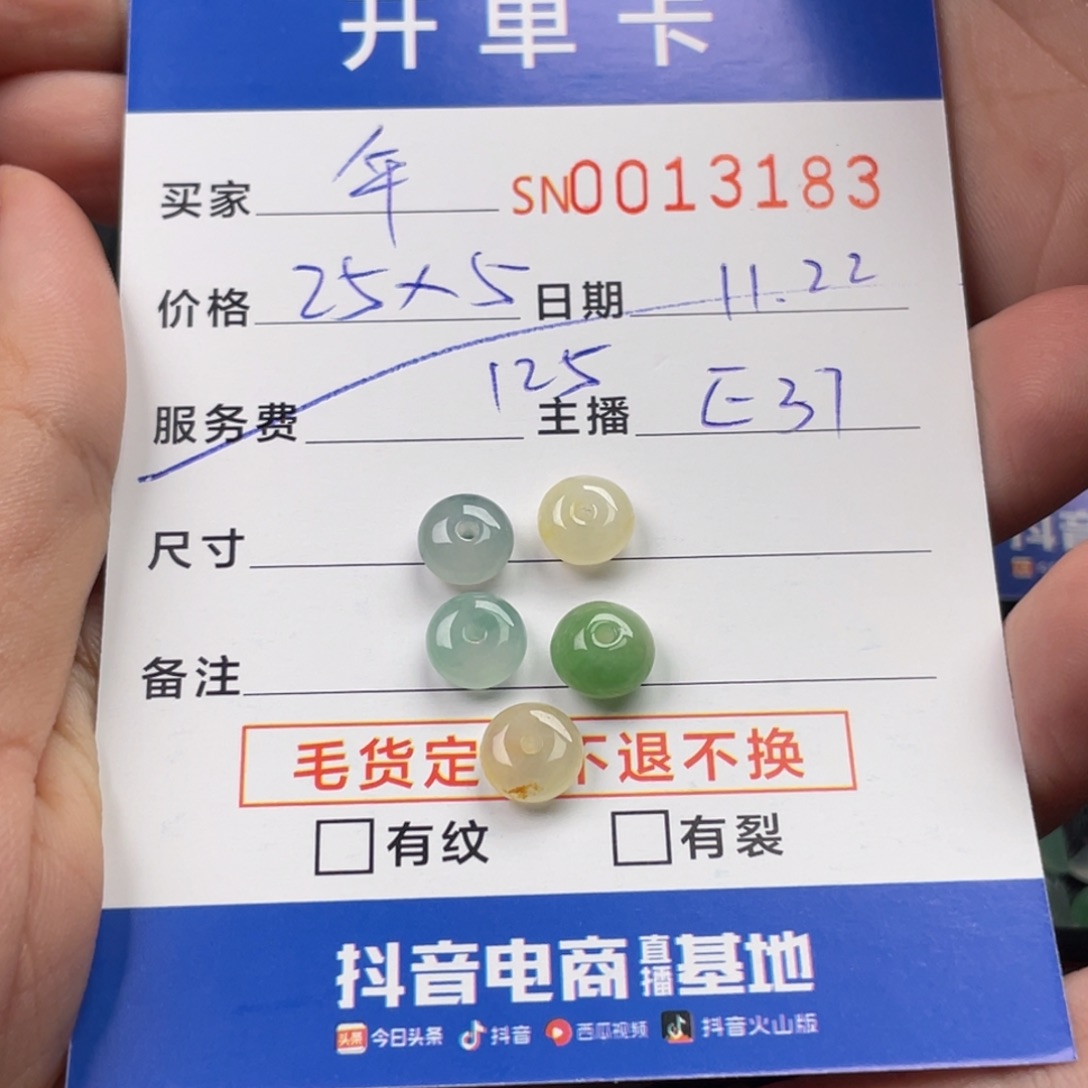 开单卡
买家 年 SN0013183
价格 25×5 日期 11.22
125
服务费 主播 E37
尺寸
备注
毛货定 不退不换
有纹 有裂
抖音电商直播基地
头条 今日头条 抖音 西瓜视频 抖音火山版